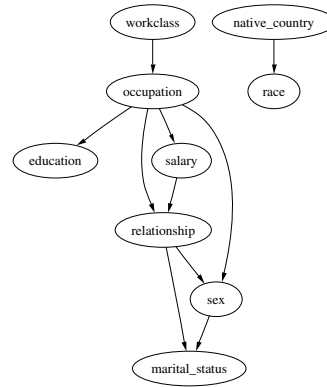 workclass
native_country
occupation
race
education
salary
relationship
sex
marital_status